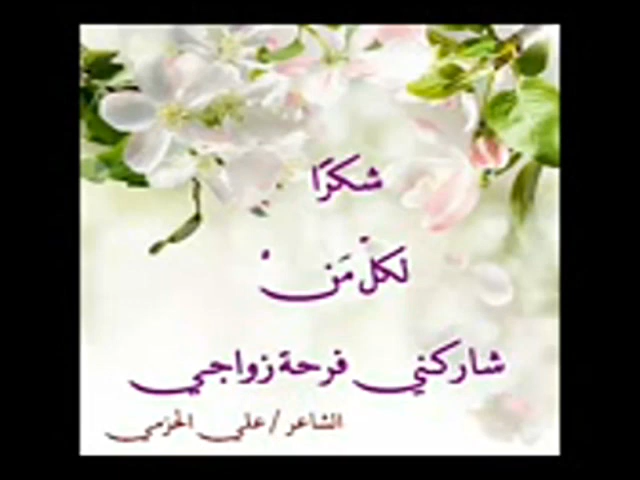 شكرًا
لكلْ مَنْ
شاركني فرحة زواجي
الشاعر / علي الحزمي